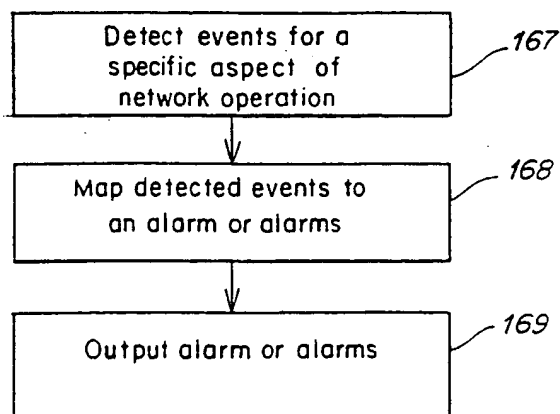 Detect events for a
specific aspect of
network operation
167
Map detected events to
an alarm or alarms
168
Output alarm or alarms
169